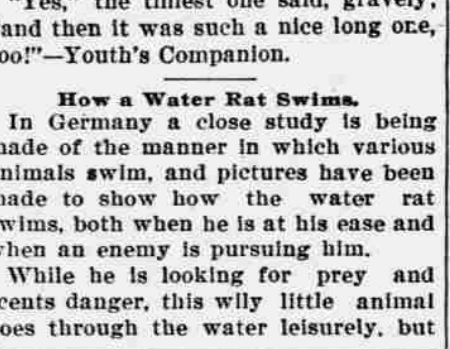 "Yes," the tiniest one said, gravely,
and then it was such a nice long one,
oo!"—Youth's Companion.
How a Water Rat Swims.
In Germany a close study is being
nade of the manner in which various
nimals swim, and pictures have been
nade to show how the water rat
wims, both when he is at his ease and
hen an enemy is pursuing him.
While he is looking for prey and
cents danger, this wily little animal
oes through the water leisurely, but